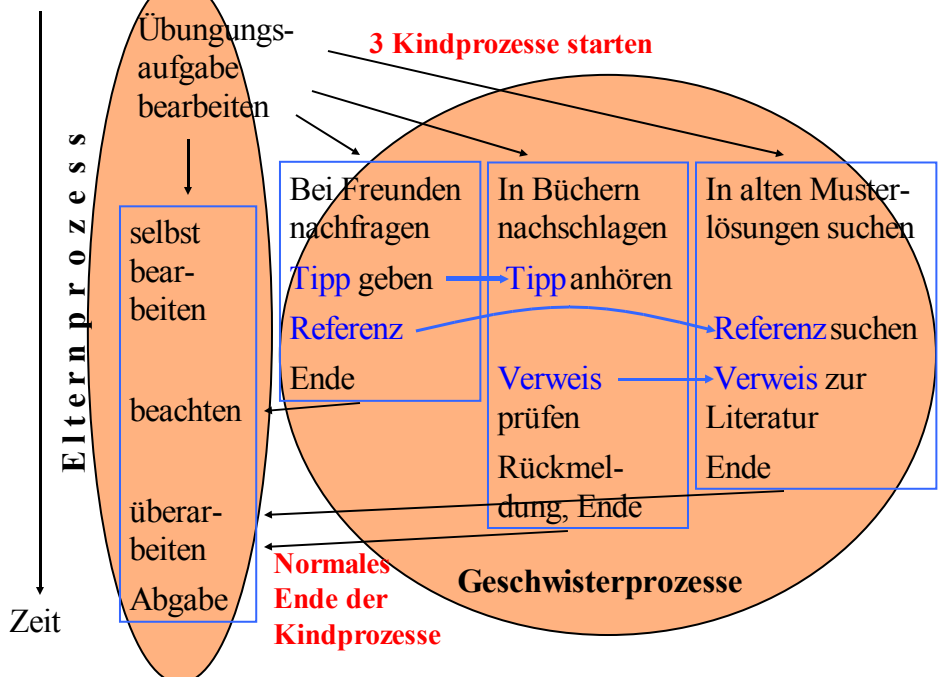 Übungungs-
aufgabe
bearbeiten
3 Kindprozesse starten
Elternprozess
selbst
bear-
beiten
beachten
überar-
beiten
Abgabe
Zeit
Bei Freunden
nachfragen
Tipp geben
Referenz
Ende
In Büchern
nachschlagen
Tipp anhören
Verweis
prüfen
Rückmel-
dung, Ende
In alten Muster-
lösungen suchen
Referenz suchen
Verweis zur
Literatur
Ende
Normales
Ende der
Kindprozesse
Geschwisterprozesse